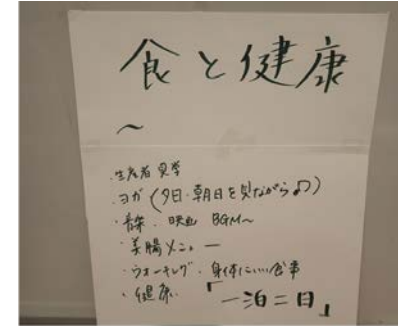 食と健康
~
・生産者見学
・ヨガ(夕日・朝日を見ながら♫)
・音楽、映画 BGM~
・美腸メニュー
・ウォーキング、身体にいい食事
・健康
「一泊二日」